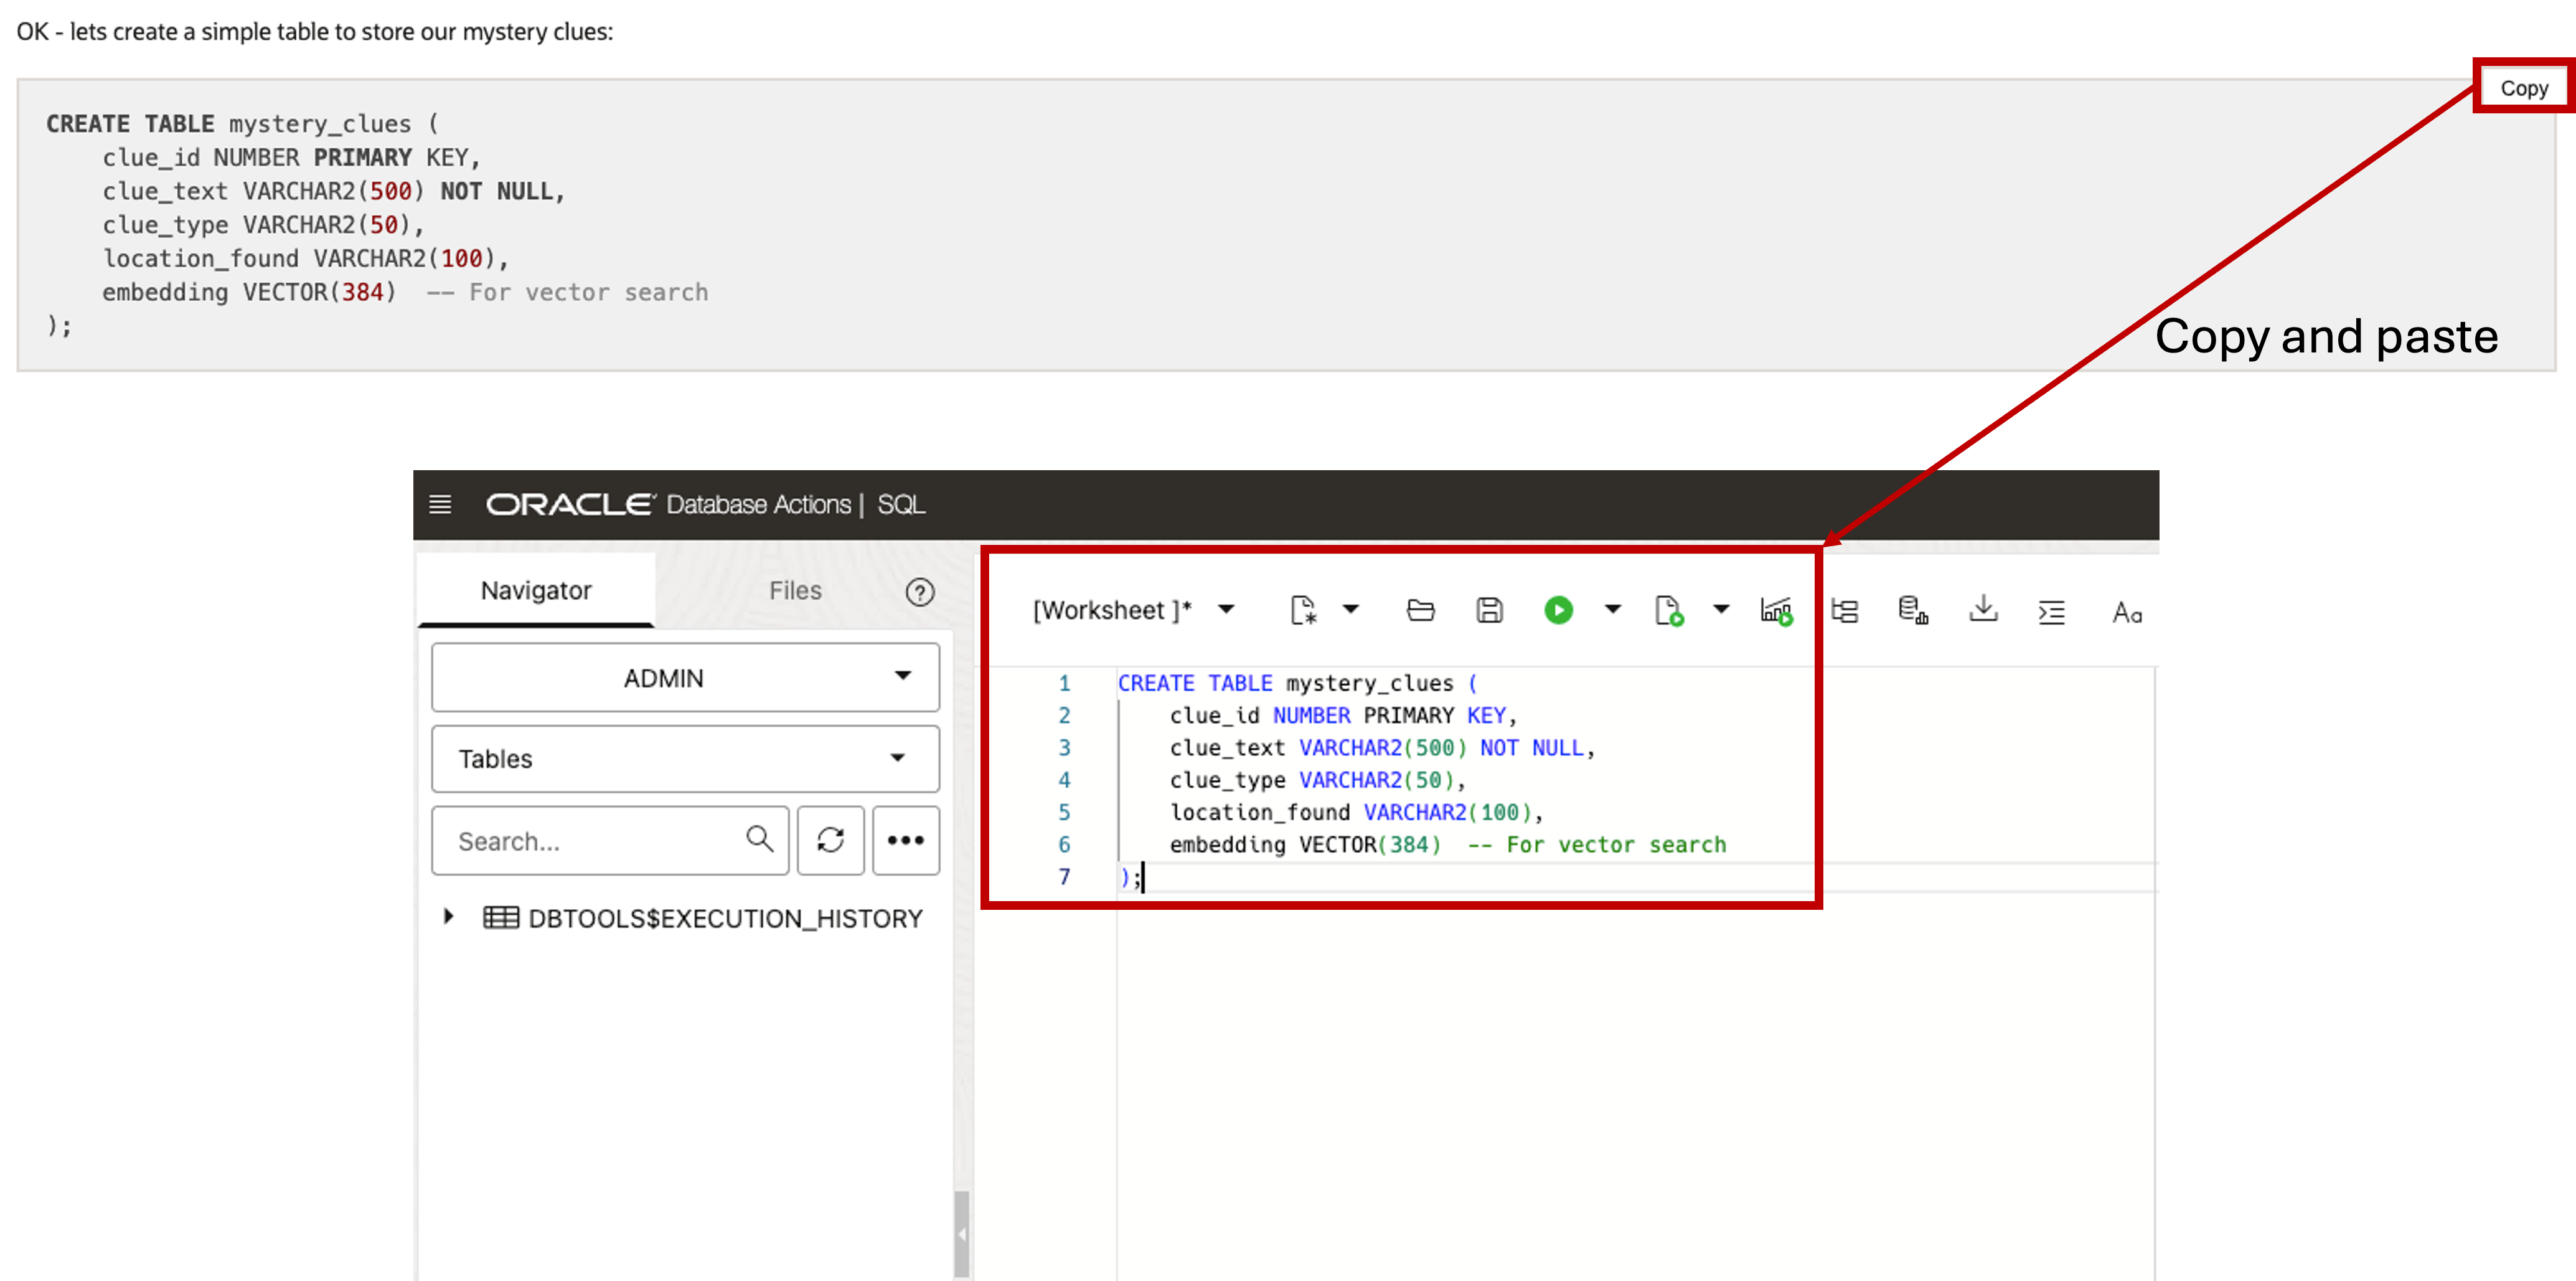 OK - lets create a simple table to store our mystery clues:
Copy
CREATE TABLE mystery_clues (
    clue_id NUMBER PRIMARY KEY,
    clue_text VARCHAR2(500) NOT NULL,
    clue_type VARCHAR2(50),
    location_found VARCHAR2(100),
    embedding VECTOR(384)  -- For vector search
);
Copy and paste
ORACLE Database Actions | SQL
Navigator Files ?
[Worksheet ]* Aa
ADMIN
Tables
Search...
DBTOOLS$EXECUTION_HISTORY
1 CREATE TABLE mystery_clues (
2     clue_id NUMBER PRIMARY KEY,
3     clue_text VARCHAR2(500) NOT NULL,
4     clue_type VARCHAR2(50),
5     location_found VARCHAR2(100),
6     embedding VECTOR(384)  -- For vector search
7 );